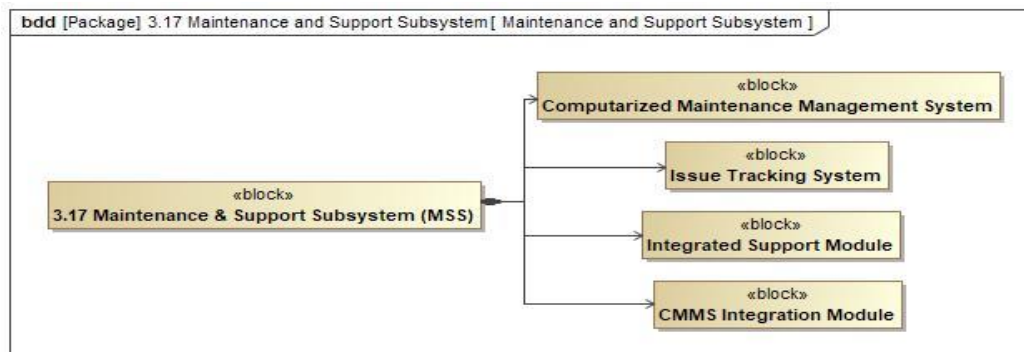 bdd [Package] 3.17 Maintenance and Support Subsystem[ Maintenance and Support Subsystem ]
«block»
Computarized Maintenance Management System
«block»
Issue Tracking System
«block»
3.17 Maintenance & Support Subsystem (MSS)
«block»
Integrated Support Module
«block»
CMMS Integration Module